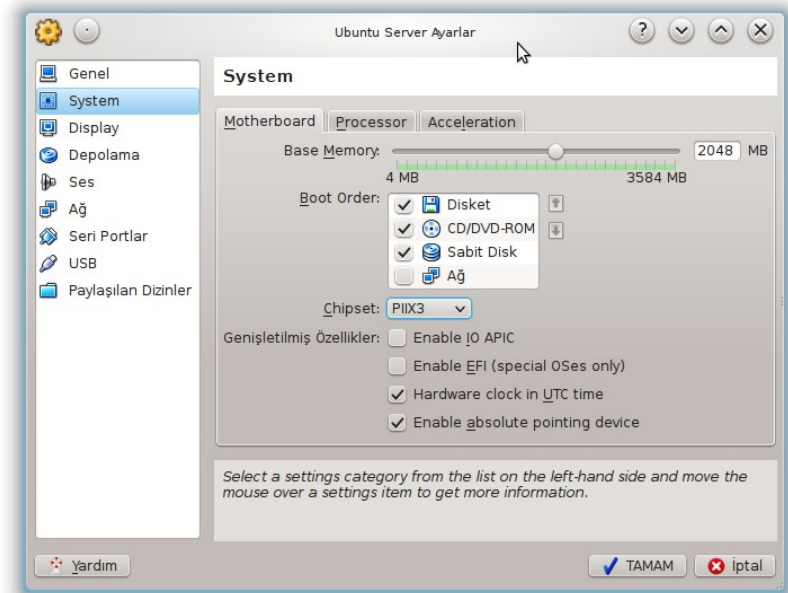 Ubuntu Server Ayarlar
Genel
System
Display
Depolama
Ses
Ağ
Seri Portlar
USB
Paylaşılan Dizinler
System
Motherboard Processor Acceleration
Base Memory: 2048 MB
4 MB 3584 MB
Boot Order: Disket
CD/DVD-ROM
Sabit Disk
Ağ
Chipset: PIIX3
Genişletilmiş Özellikler: Enable IO APIC
Enable EFI (special OSes only)
Hardware clock in UTC time
Enable absolute pointing device
Select a settings category from the list on the left-hand side and move the
mouse over a settings item to get more information.
Yardım TAMAM İptal